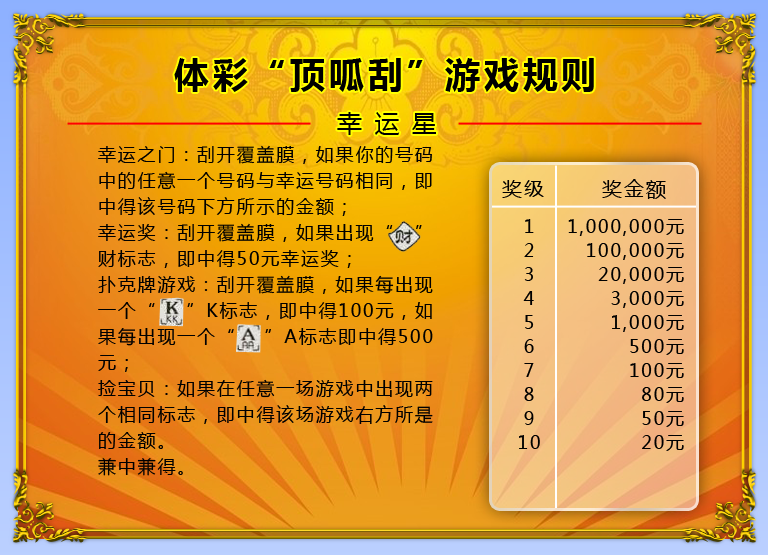 体彩“顶呱刮”游戏规则
幸运星
幸运之门：刮开覆盖膜，如果你的号码
中的任意一个号码与幸运号码相同，即
中得该号码下方所示的金额；
幸运奖：刮开覆盖膜，如果出现“财”
财标志，即中得50元幸运奖；
扑克牌游戏：刮开覆盖膜，如果每出现
一个“K KK”K标志，即中得100元，如
果每出现一个“A AA”A标志即中得500
元；
捡宝贝：如果在任意一场游戏中出现两
个相同标志，即中得该场游戏右方所是
的金额。
兼中兼得。
奖级 奖金额
1 1,000,000元
2 100,000元
3 20,000元
4 3,000元
5 1,000元
6 500元
7 100元
8 80元
9 50元
10 20元